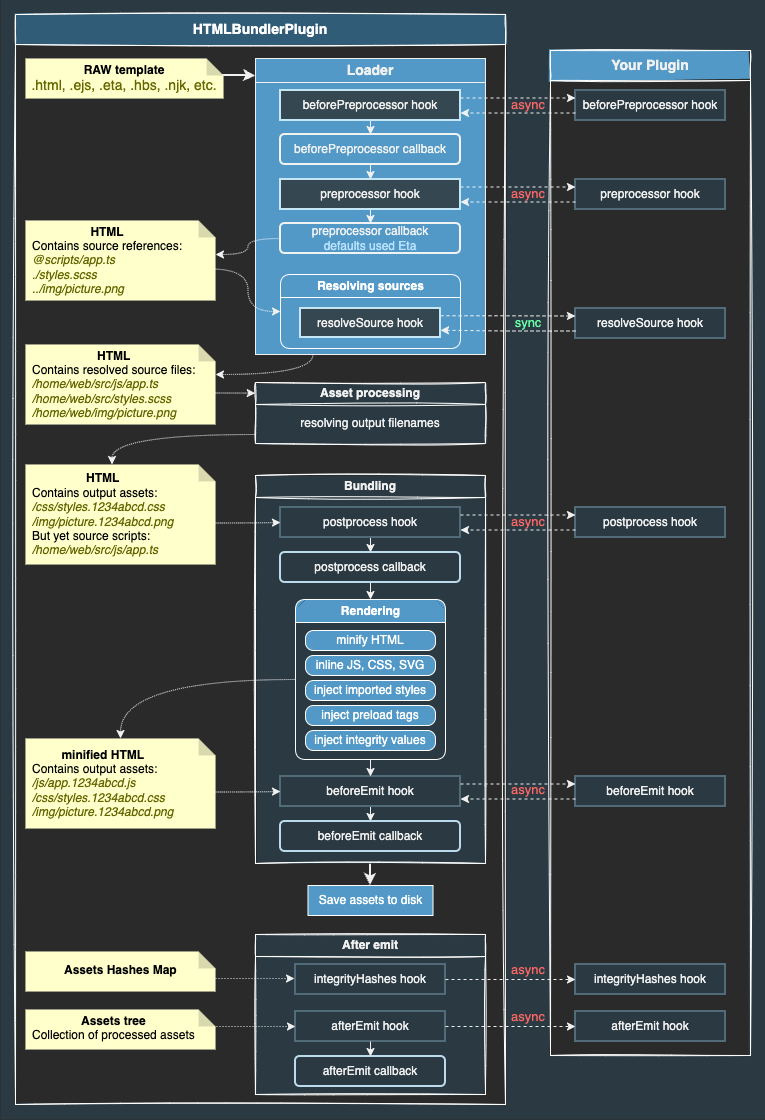 HTMLBundlerPlugin
RAW template
.html, .ejs, .eta, .hbs, .njk, etc.
Loader
beforePreprocessor hook
beforePreprocessor callback
preprocessor hook
preprocessor callback
defaults used Eta
HTML
Contains source references:
@scripts/app.ts
./styles.scss
../img/picture.png
Resolving sources
resolveSource hook
HTML
Contains resolved source files:
/home/web/src/js/app.ts
/home/web/src/styles.scss
/home/web/img/picture.png
Asset processing
resolving output filenames
HTML
Contains output assets:
/css/styles.1234abcd.css
/img/picture.1234abcd.png
But yet source scripts:
/home/web/src/js/app.ts
Bundling
postprocess hook
postprocess callback
Rendering
minify HTML
inline JS, CSS, SVG
inject imported styles
inject preload tags
inject integrity values
minified HTML
Contains output assets:
/js/app.1234abcd.js
/css/styles.1234abcd.css
/img/picture.1234abcd.png
beforeEmit hook
beforeEmit callback
Save assets to disk
After emit
Assets Hashes Map
integrityHashes hook
Assets tree
Collection of processed assets
afterEmit hook
afterEmit callback
async
async
sync
async
async
async
async
Your Plugin
beforePreprocessor hook
preprocessor hook
resolveSource hook
postprocess hook
beforeEmit hook
integrityHashes hook
afterEmit hook